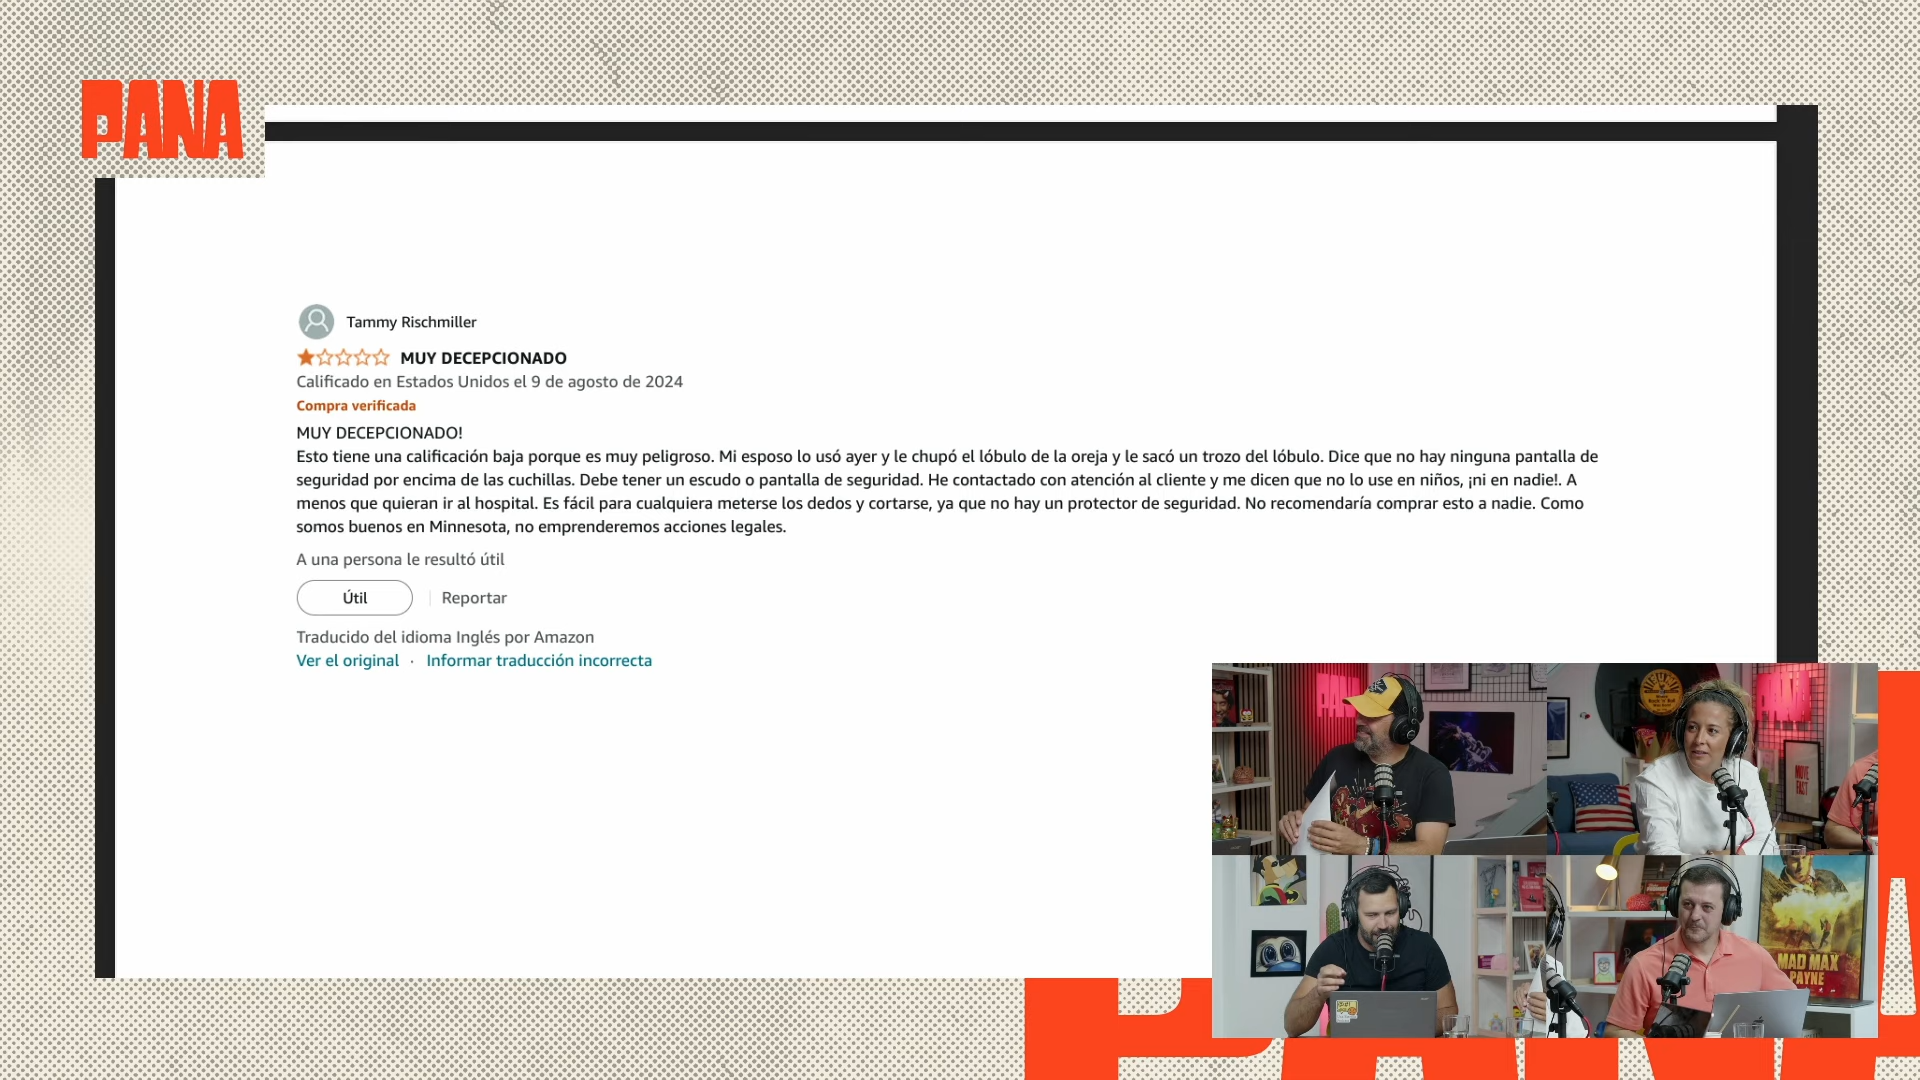 PANA
Tammy Rischmiller
MUY DECEPCIONADO
Calificado en Estados Unidos el 9 de agosto de 2024
Compra verificada
MUY DECEPCIONADO!
Esto tiene una calificación baja porque es muy peligroso. Mi esposo lo usó ayer y le chupó el lóbulo de la oreja y le sacó un trozo del lóbulo. Dice que no hay ninguna pantalla de
seguridad por encima de las cuchillas. Debe tener un escudo o pantalla de seguridad. He contactado con atención al cliente y me dicen que no lo use en niños, ¡ni en nadie!. A
menos que quieran ir al hospital. Es fácil para cualquiera meterse los dedos y cortarse, ya que no hay un protector de seguridad. No recomendaría comprar esto a nadie. Como
somos buenos en Minnesota, no emprenderemos acciones legales.
A una persona le resultó útil
Útil
Reportar
Traducido del idioma Inglés por Amazon
Ver el original · Informar traducción incorrecta
PANA
SUN
PANA
MOVE
FAST
MAD MAX
PAYNE
PANA